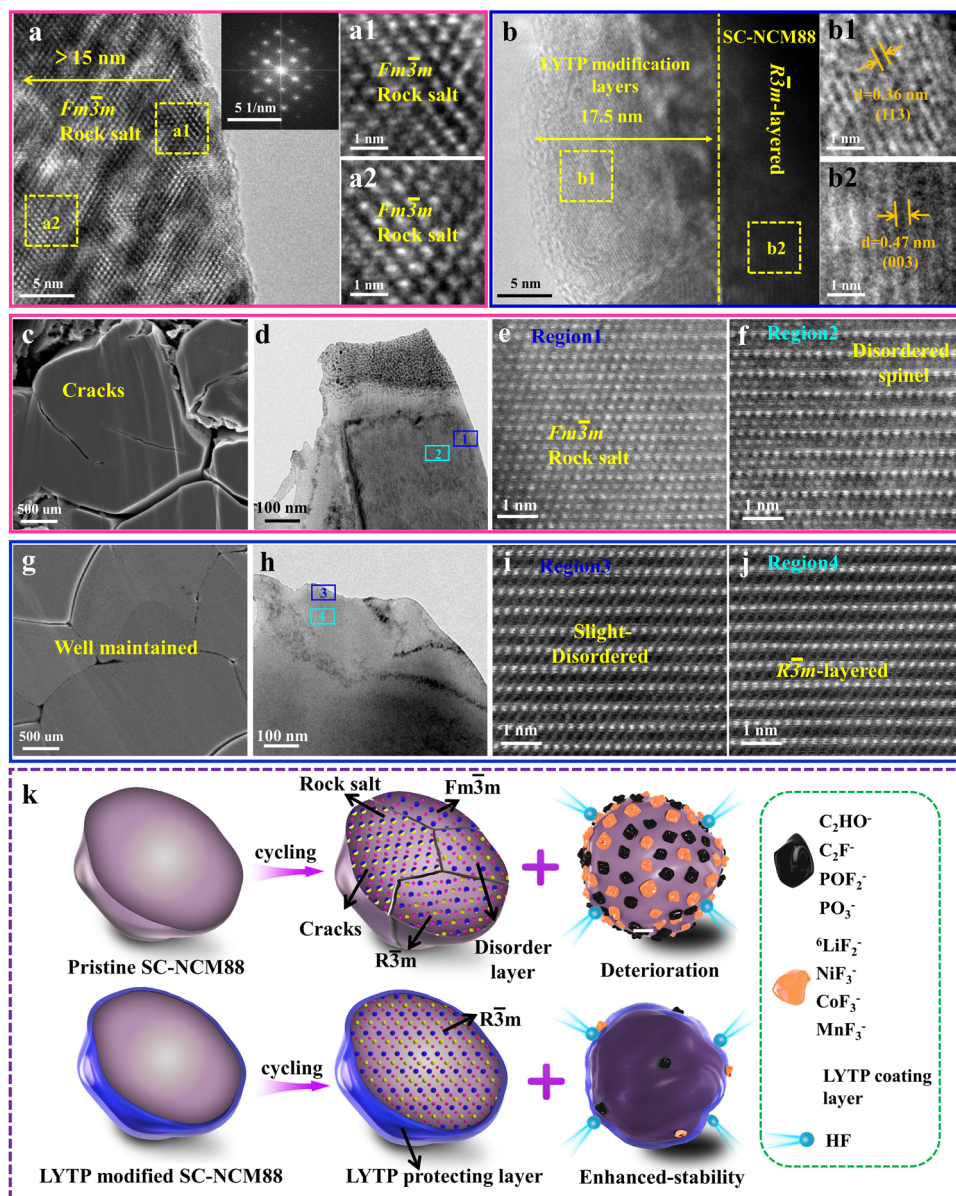 a
> 15 nm
Fm3̅m
Rock salt
a1
a2
5 nm
5 1/nm
a1
Fm3̅m
Rock salt
1 nm
a2
Fm3̅m
Rock salt
1 nm
b
LYTP modification
layers
17.5 nm
b1
5 nm
SC-NCM88
R3̅m-layered
b2
b1
d=0.36 nm
(113)
1 nm
b2
d=0.47 nm
(003)
1 nm
c
Cracks
500 um
d
1
2
100 nm
e
Region1
Fm3̅m
Rock salt
1 nm
f
Region2
Disordered
spinel
1 nm
g
Well maintained
500 um
h
3
4
100 nm
i
Region3
Slight-
Disordered
1 nm
j
Region4
R3̅m-layered
1 nm
k
Pristine SC-NCM88
cycling
Rock salt
Fm3̅m
Cracks
R3̅m
Disorder
layer
+
Deterioration
LYTP modified SC-NCM88
cycling
R3̅m
LYTP protecting layer
+
Enhanced-stability
C₂HO⁻
C₂F⁻
POF₂⁻
PO₃⁻
⁶LiF₂⁻
NiF₃⁻
CoF₃⁻
MnF₃⁻
LYTP coating
layer
HF